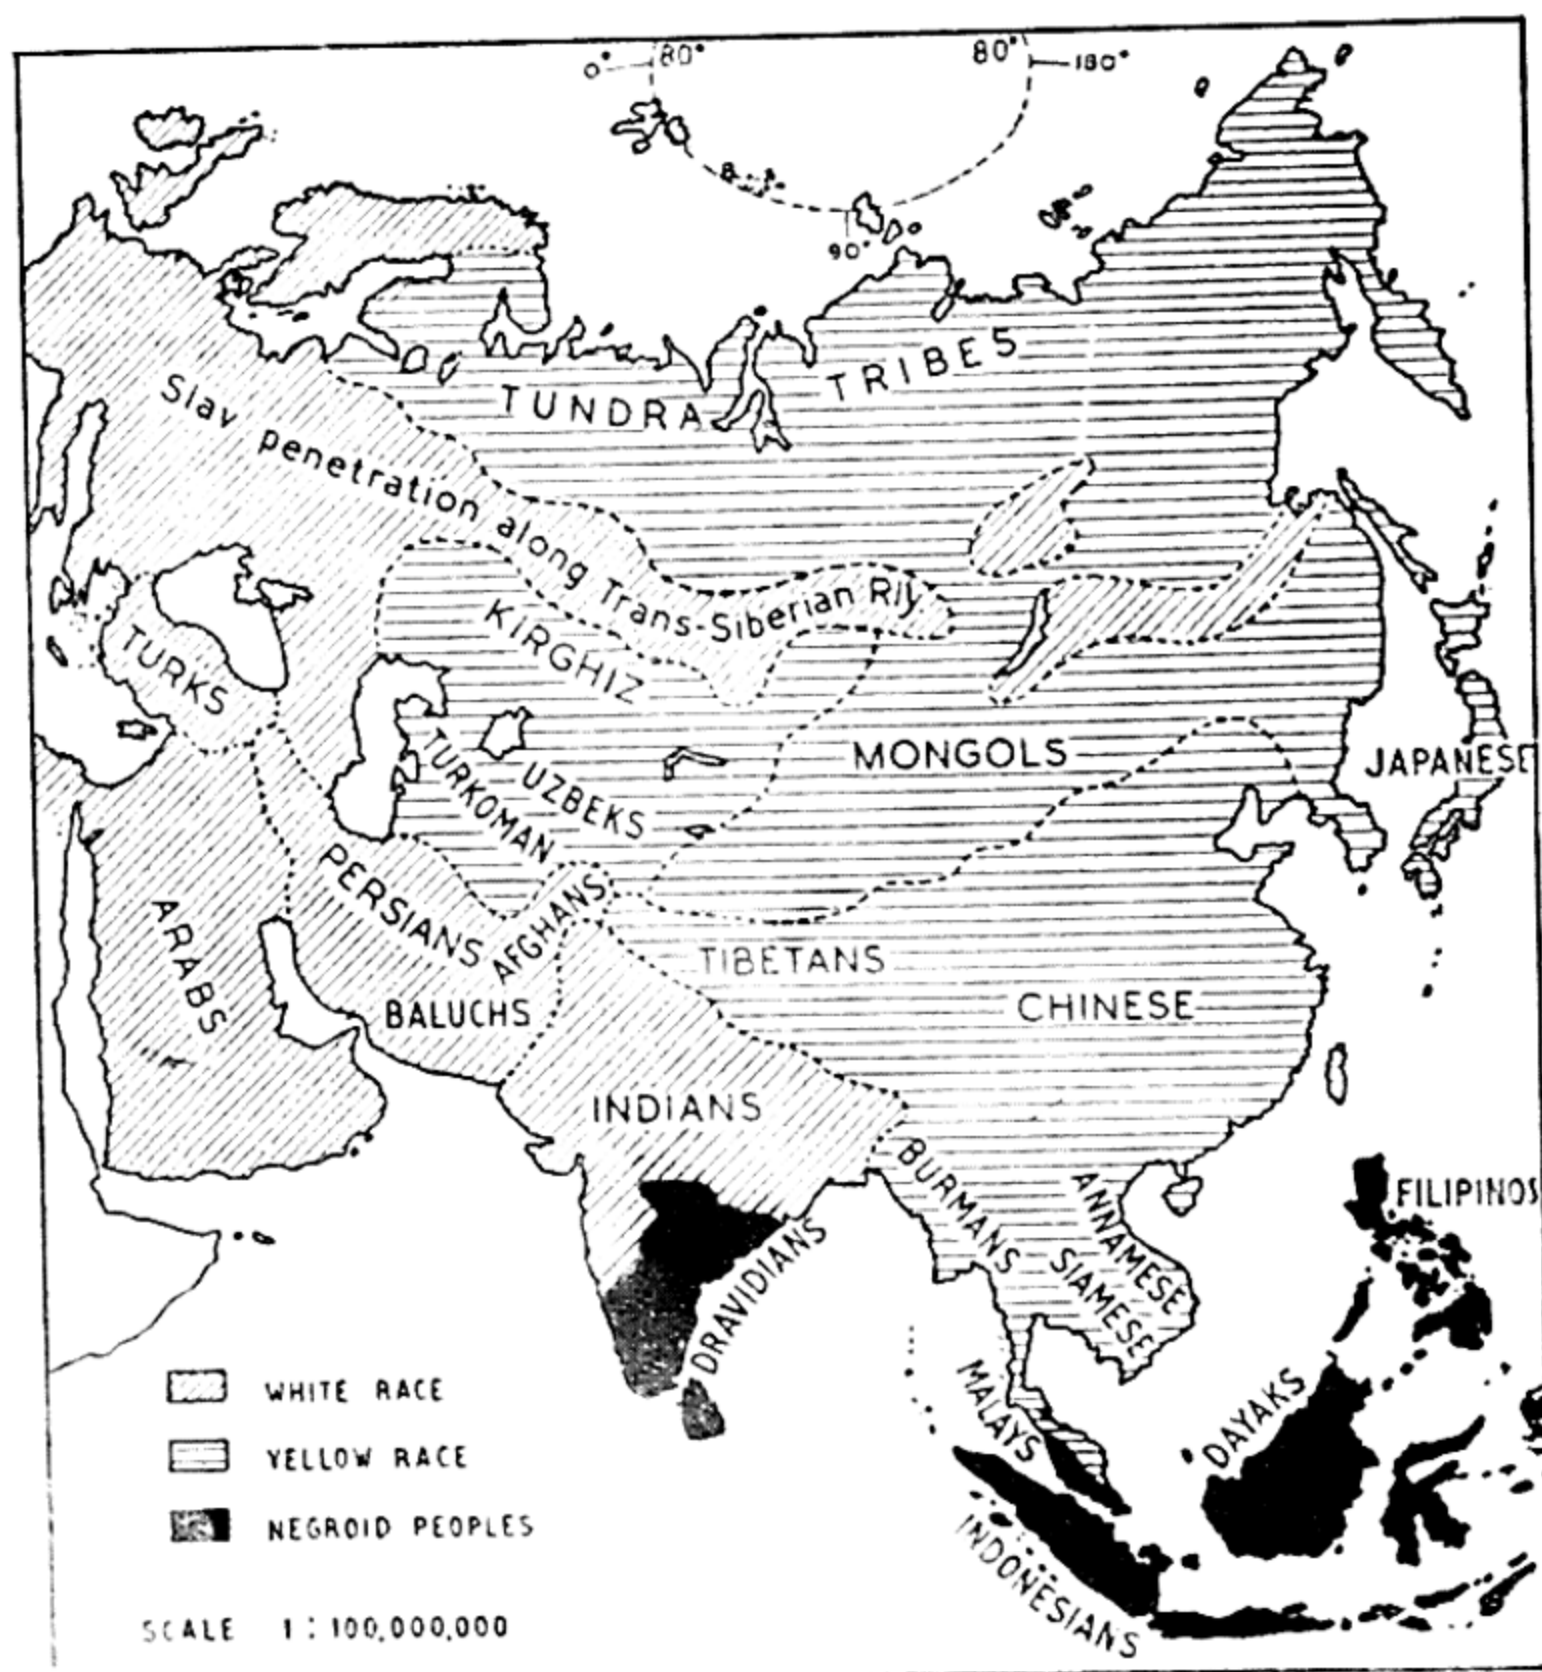 0° 80° 80° 180°
90°
TUNDRA TRIBES
Slav penetration along Trans-Siberian Rly
KIRGHIZ
TURKS
MONGOLS
JAPANESE
TURKOMAN
UZBEKS
PERSIANS
AFGHANS
ARABS
TIBETANS
BALUCHS
CHINESE
INDIANS
BURMANS
ANNAMESE
SIAMESE
FILIPINOS
DRAVIDIANS
MALAYS
DAYAKS
INDONESIANS
WHITE RACE
YELLOW RACE
NEGROID PEOPLES
SCALE 1 : 100,000,000